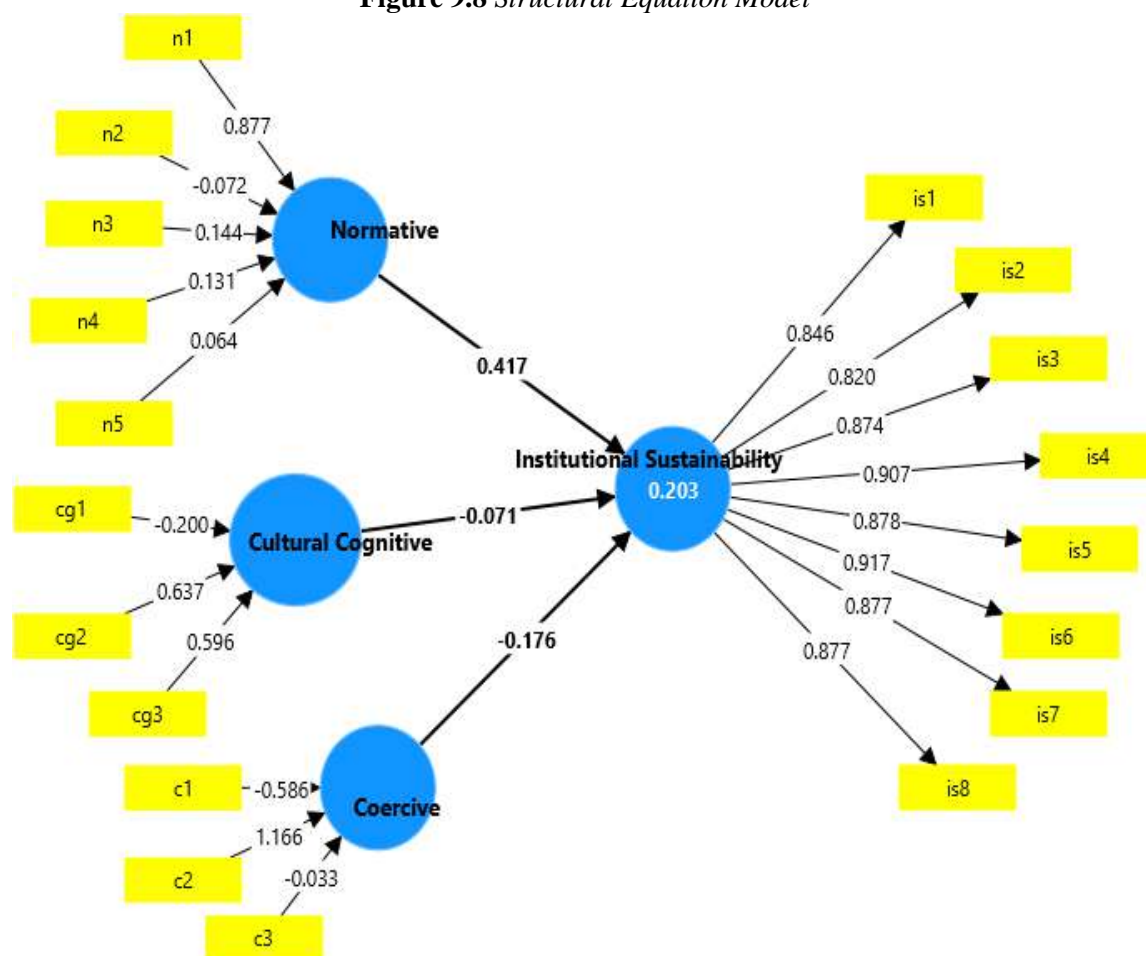 Figure 9.8 Structural Equation Model
n1
0.877
n2
-0.072
n3
0.144
Normative
n4
0.131
n5
0.064
0.417
cg1
-0.200
Cultural Cognitive
cg2
0.637
cg3
0.596
-0.071
c1
-0.586
Coercive
c2
1.166
c3
-0.033
-0.176
Institutional Sustainability
0.203
is1
0.846
is2
0.820
is3
0.874
is4
0.907
is5
0.878
is6
0.917
is7
0.877
is8
0.877